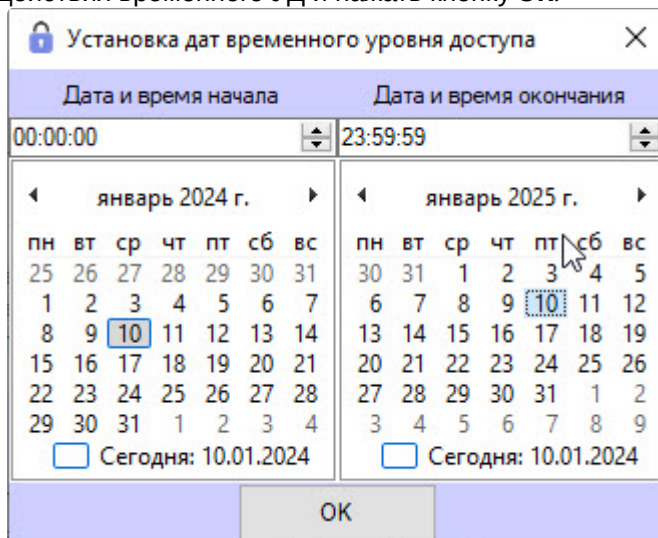 действия временного УД и нажать кнопку ОК.
Установка дат временного уровня доступа
Дата и время начала Дата и время окончания
00:00:00 23:59:59
январь 2024 г. январь 2025 г.
пн вт ср чт пт сб вс пн вт ср чт пт сб вс
25 26 27 28 29 30 31 30 31 1 2 3 4 5
1 2 3 4 5 6 7 6 7 8 9 10 11 12
8 9 10 11 12 13 14 13 14 15 16 17 18 19
15 16 17 18 19 20 21 20 21 22 23 24 25 26
22 23 24 25 26 27 28 27 28 29 30 31 1 2
29 30 31 1 2 3 4 3 4 5 6 7 8 9
Сегодня: 10.01.2024 Сегодня: 10.01.2024
OK